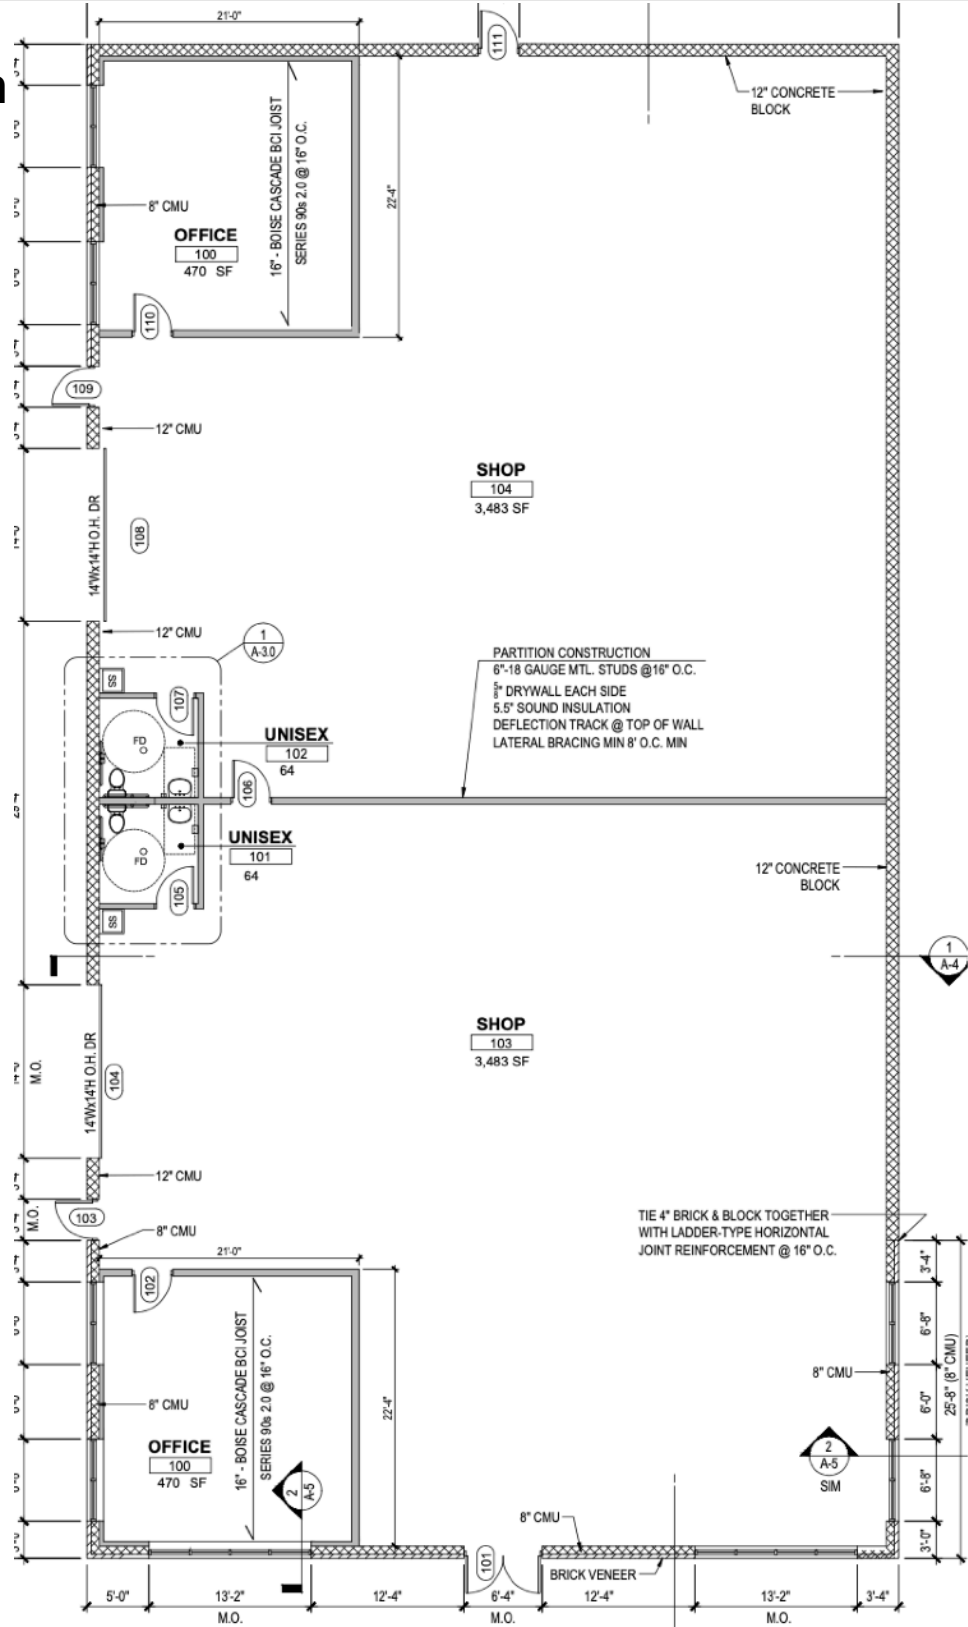 21'-0"
111
12" CONCRETE
BLOCK
16" - BOISE CASCADE BCI JOIST
SERIES 90s 2.0 @ 16" O.C.
22'-4"
8" CMU
OFFICE
100
470 SF
110
109
12" CMU
SHOP
104
3,483 SF
14'Wx14'H O.H. DR
108
12" CMU
1
A-3.0
PARTITION CONSTRUCTION
6"-18 GAUGE MTL. STUDS @16" O.C.
5/8" DRYWALL EACH SIDE
5.5" SOUND INSULATION
DEFLECTION TRACK @ TOP OF WALL
LATERAL BRACING MIN 8' O.C. MIN
SS
107
FD
UNISEX
102
64
106
UNISEX
101
64
FD
105
SS
12" CONCRETE
BLOCK
1
A-4
SHOP
103
3,483 SF
M.O.
14'Wx14'H O.H. DR
104
12" CMU
M.O.
103
8" CMU
TIE 4" BRICK & BLOCK TOGETHER
WITH LADDER-TYPE HORIZONTAL
JOINT REINFORCEMENT @ 16" O.C.
21'-0"
102
16" - BOISE CASCADE BCI JOIST
SERIES 90s 2.0 @ 16" O.C.
22'-4"
8" CMU
OFFICE
100
470 SF
2
A-5
8" CMU
2
A-5
SIM
3'-4"
6'-8"
6'-0"
6'-8"
3'-0"
25'-8" (8" CMU)
8" CMU
101
BRICK VENEER
5'-0"
13'-2"
M.O.
12'-4"
6'-4"
M.O.
12'-4"
13'-2"
M.O.
3'-4"